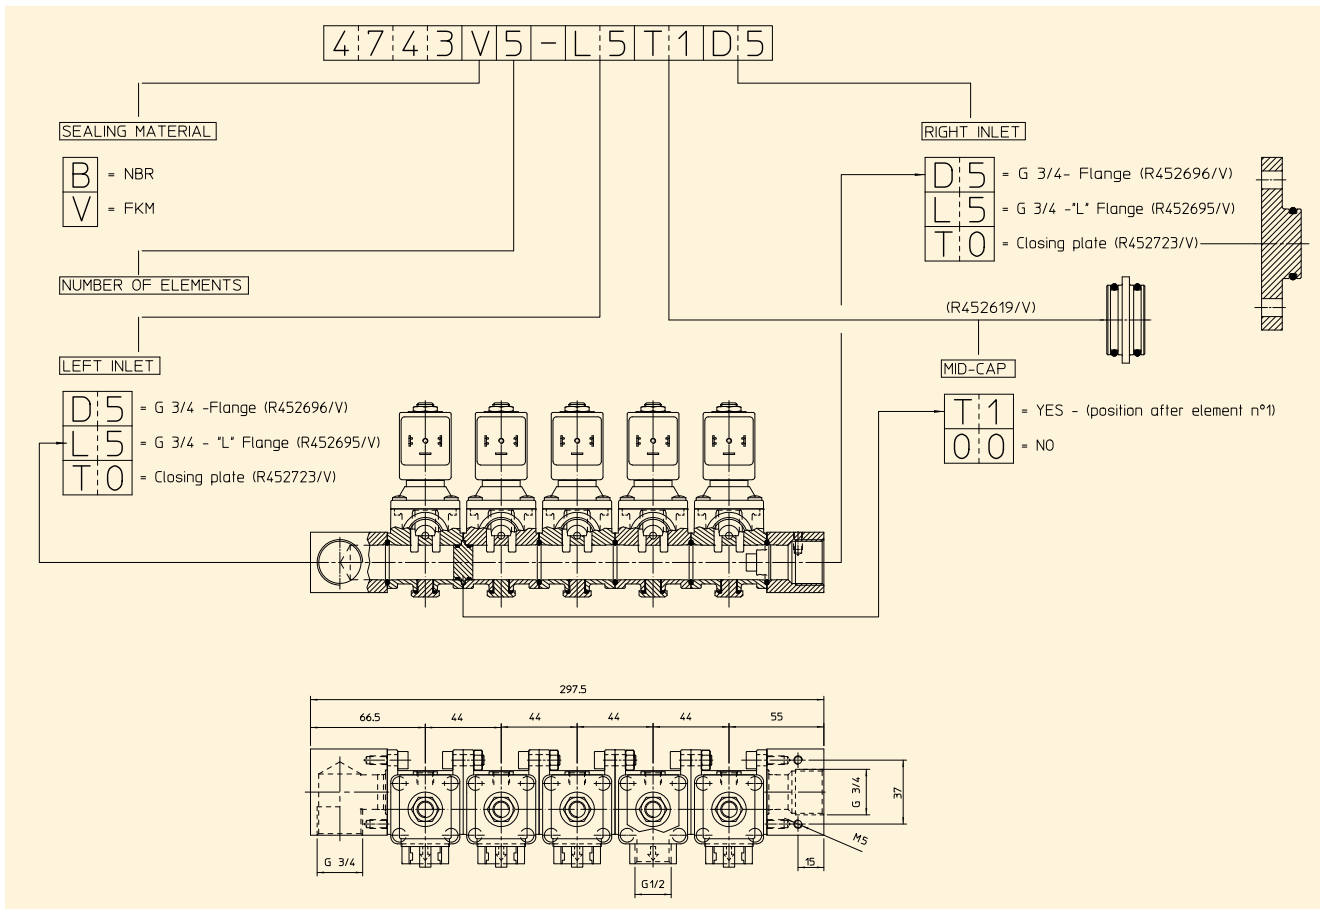 4743V5-L5T1D5
SEALING MATERIAL
B = NBR
V = FKM
NUMBER OF ELEMENTS
LEFT INLET
D5 = G 3/4 -Flange (R452696/V)
L5 = G 3/4 - "L" Flange (R452695/V)
T0 = Closing plate (R452723/V)
RIGHT INLET
D5 = G 3/4- Flange (R452696/V)
L5 = G 3/4 -"L" Flange (R452695/V)
T0 = Closing plate (R452723/V)
(R452619/V)
MID-CAP
T1 = YES - (position after element n°1)
00 = NO
297.5
66.5 44 44 44 44 55
G 3/4
37
M5
G 3/4
15
G1/2